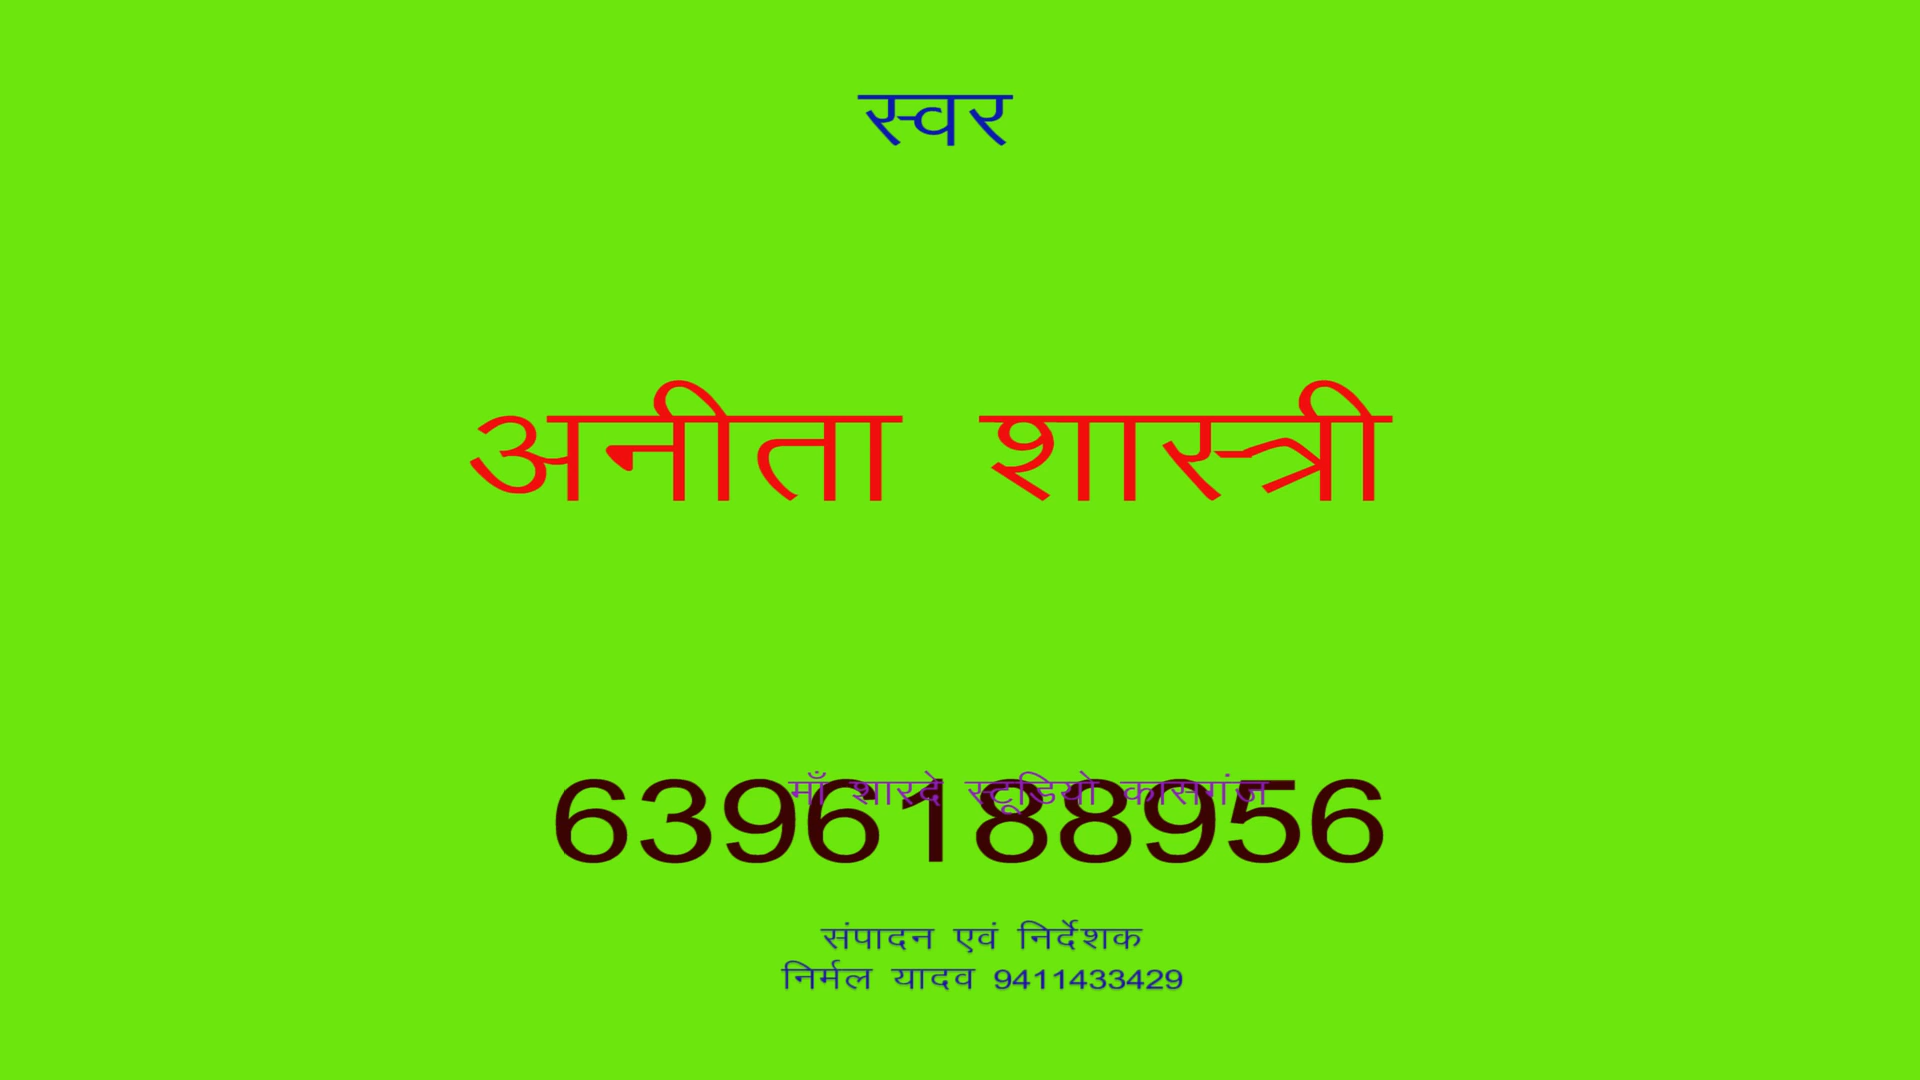 स्वर
अनीता शास्त्री
माँ शारदे स्टूडियो कासगंज
6396188956
संपादन एवं निर्देशक
निर्मल यादव 9411433429